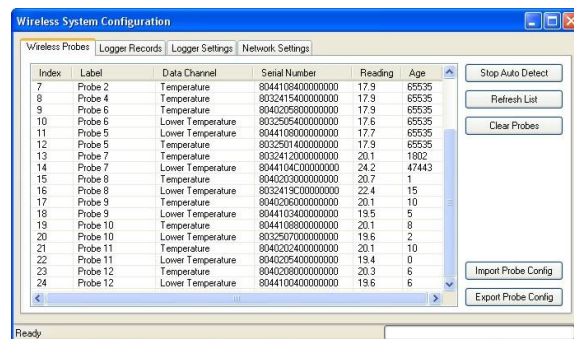 Wireless System Configuration
Wireless Probes Logger Records Logger Settings Network Settings
Index Label Data Channel Serial Number Reading Age
7 Probe 2 Temperature 8044108400000000 17.9 65535
8 Probe 4 Temperature 8032415400000000 17.9 65535
9 Probe 6 Temperature 8040205800000000 17.9 65535
10 Probe 6 Lower Temperature 8032505400000000 17.6 65535
11 Probe 5 Lower Temperature 8044108000000000 17.7 65535
12 Probe 5 Temperature 8032501400000000 17.9 65535
13 Probe 7 Temperature 8032412000000000 20.1 1802
14 Probe 7 Lower Temperature 8044104C00000000 24.2 47443
15 Probe 8 Temperature 8040203000000000 20.7 1
16 Probe 8 Lower Temperature 8032419C00000000 22.4 15
17 Probe 9 Temperature 8040206000000000 20.1 10
18 Probe 9 Lower Temperature 8044103400000000 19.5 5
19 Probe 10 Temperature 8044108800000000 20.1 8
20 Probe 10 Lower Temperature 8032507000000000 19.6 2
21 Probe 11 Temperature 8040202400000000 20.1 10
22 Probe 11 Lower Temperature 8040205400000000 19.4 0
23 Probe 12 Temperature 8040208000000000 20.3 6
24 Probe 12 Lower Temperature 8044100400000000 19.6 6
Stop Auto Detect
Refresh List
Clear Probes
Import Probe Config
Export Probe Config
Ready